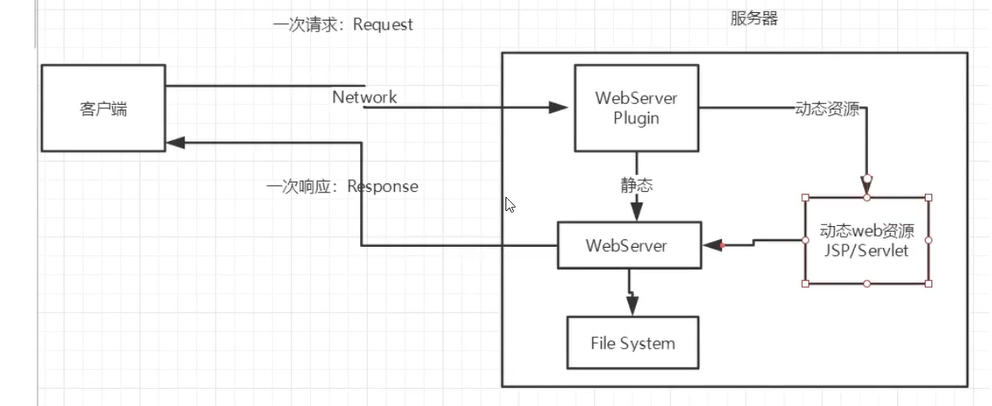 一次请求：Request
服务器
客户端
Network
WebServer
Plugin
动态资源
一次响应：Response
静态
动态web资源
JSP/Servlet
WebServer
File System